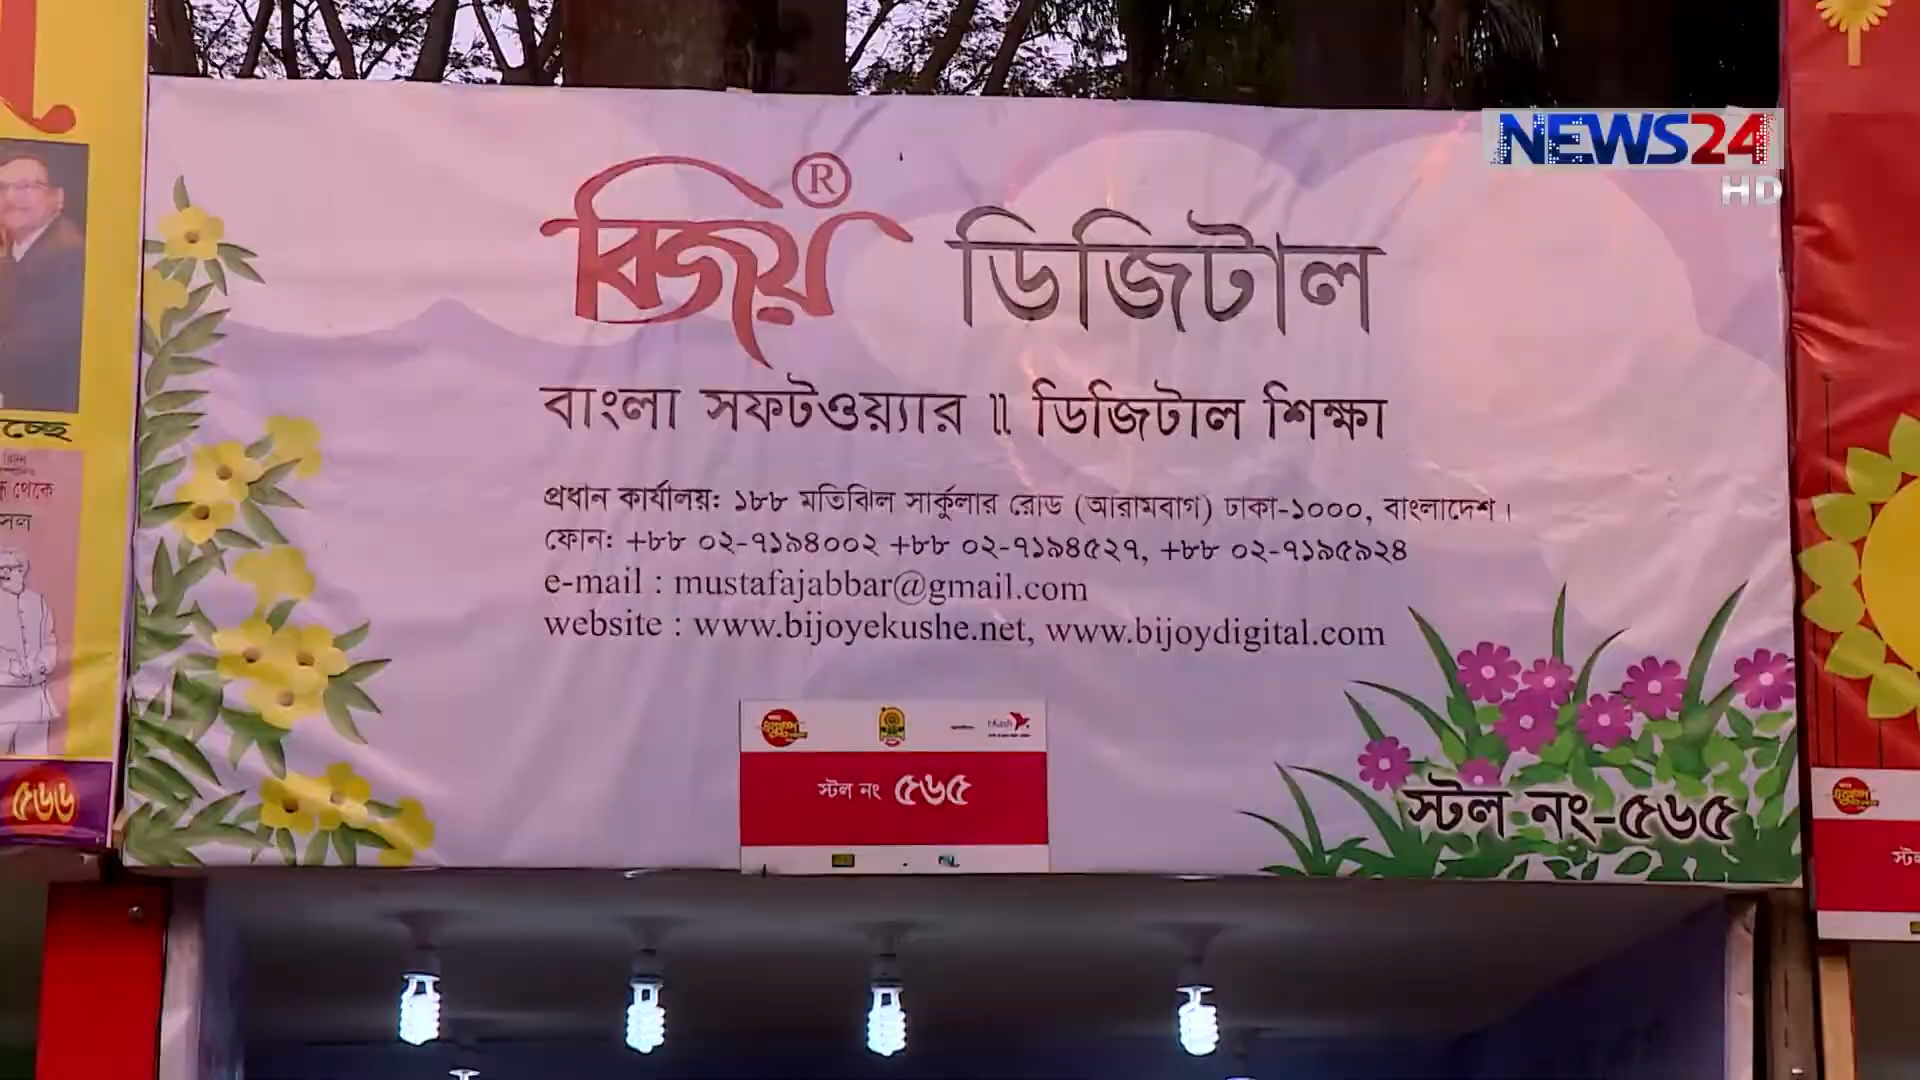 NEWS24
HD
বিজয়® ডিজিটাল
বাংলা সফটওয়্যার ॥ ডিজিটাল শিক্ষা
প্রধান কার্যালয়: ১৮৮ মতিঝিল সার্কুলার রোড (আরামবাগ) ঢাকা-১০০০, বাংলাদেশ।
ফোন: +৮৮ ০২-৭১৯৪০০২ +৮৮ ০২-৭১৯৪৫২৭, +৮৮ ০২-৭১৯৫৯২৪
e-mail : mustafajabbar@gmail.com
website : www.bijoyekushe.net, www.bijoydigital.com
bKash
স্টল নং ৫৬৫
স্টল নং-৫৬৫
চ্ছে
থেকে
৫৬৬